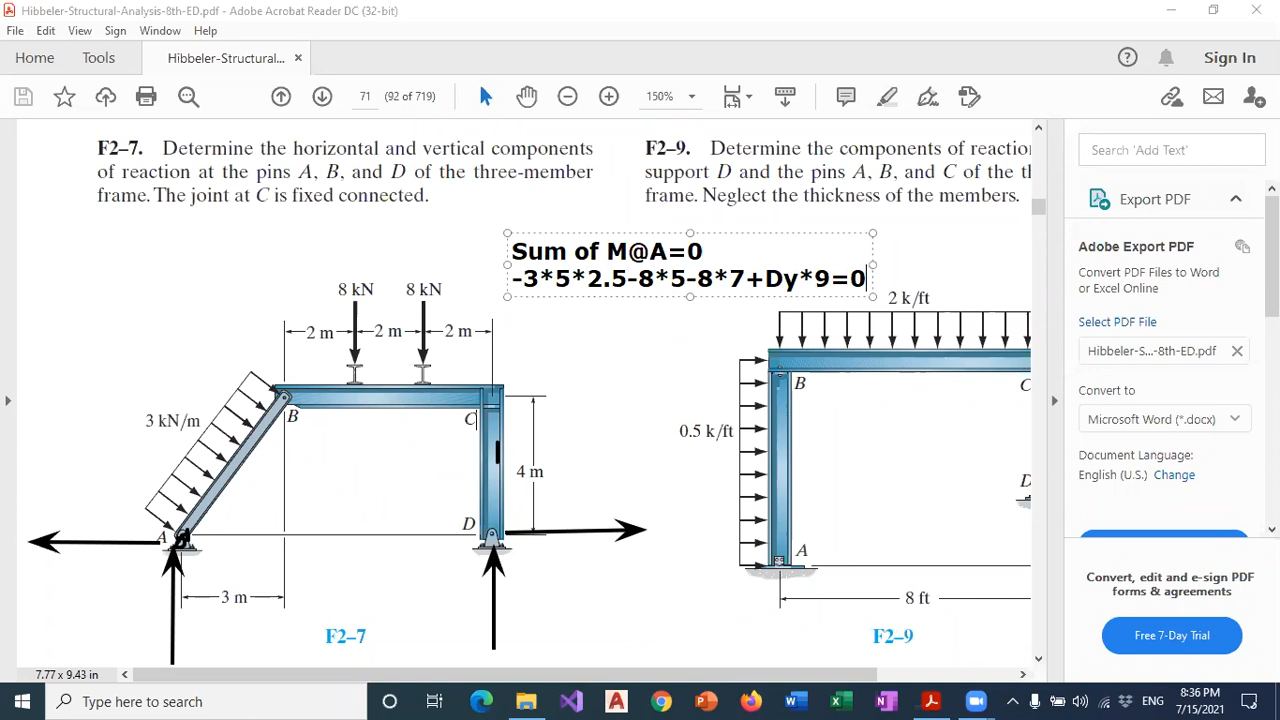 Hibbeler-Structural-Analysis-8th-ED.pdf - Adobe Acrobat Reader DC (32-bit)
File Edit View Sign Window Help
Home Tools Hibbeler-Structural... × Sign In
71 (92 of 719) 150%
F2–7. Determine the horizontal and vertical components
of reaction at the pins A, B, and D of the three-member
frame. The joint at C is fixed connected.
F2–9. Determine the components of reactio
support D and the pins A, B, and C of the t
frame. Neglect the thickness of the members.
Sum of M@A=0
-3*5*2.5-8*5-8*7+Dy*9=0
8 kN 8 kN
2 m 2 m 2 m
3 kN/m
B
C
4 m
D
A
3 m
F2–7
2 k/ft
B
C
0.5 k/ft
D
A
8 ft
F2–9
Search 'Add Text'
Export PDF
Adobe Export PDF
Convert PDF Files to Word
or Excel Online
Select PDF File
Hibbeler-S...-8th-ED.pdf ×
Convert to
Microsoft Word (*.docx)
Document Language:
English (U.S.) Change
Convert, edit and e-sign PDF
forms & agreements
Free 7-Day Trial
7.77 x 9.43 in
Type here to search
ENG
8:36 PM
7/15/2021